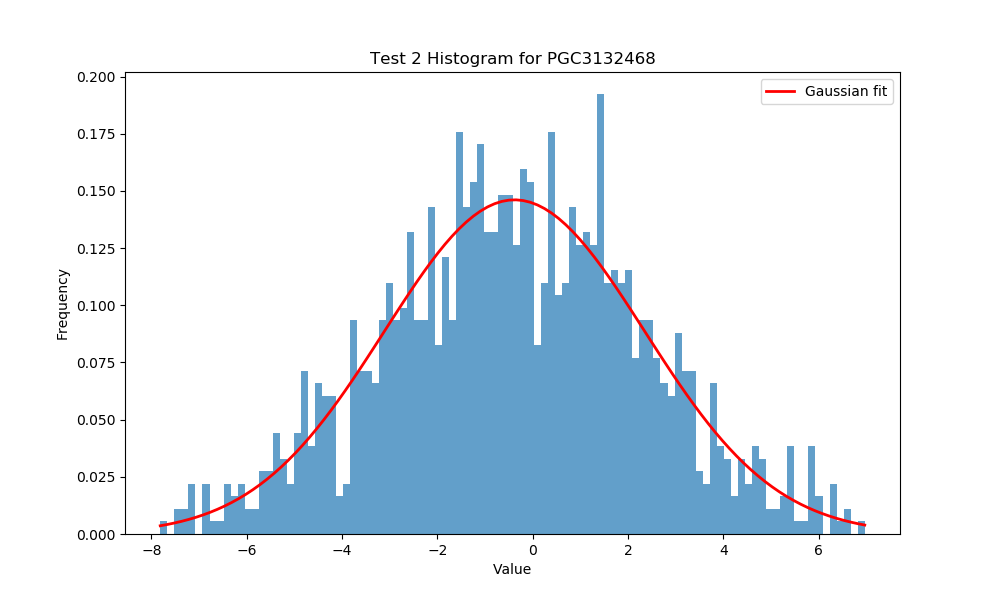 Test 2 Histogram for PGC3132468
Gaussian fit
0.200
0.175
0.150
0.125
0.100
0.075
0.050
0.025
0.000
Frequency
−8 −6 −4 −2 0 2 4 6
Value